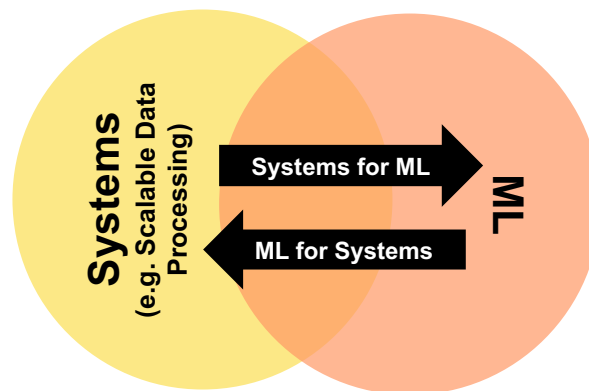 Systems
(e.g. Scalable Data
Processing)
Systems for ML
ML for Systems
ML